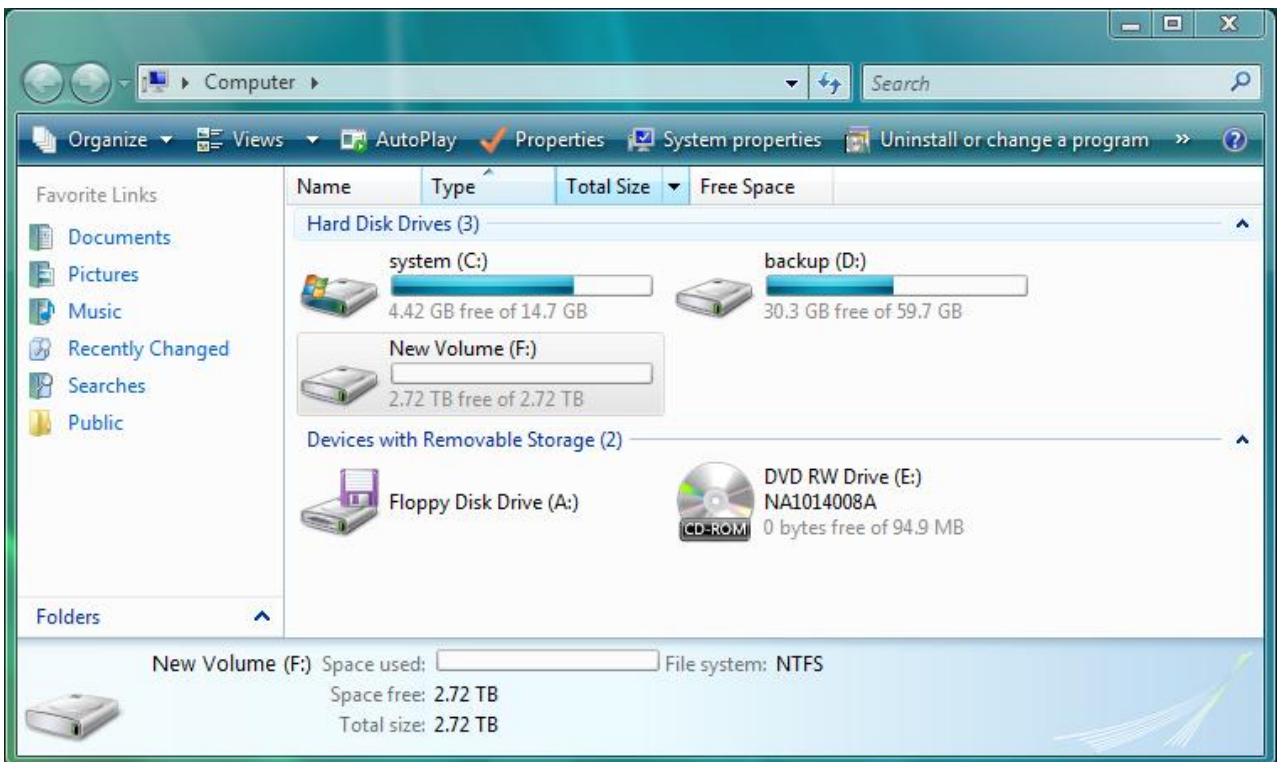 Computer
Search
Organize Views AutoPlay Properties System properties Uninstall or change a program »
Favorite Links
Documents
Pictures
Music
Recently Changed
Searches
Public
Folders
Name Type Total Size Free Space
Hard Disk Drives (3)
system (C:)
4.42 GB free of 14.7 GB
backup (D:)
30.3 GB free of 59.7 GB
New Volume (F:)
2.72 TB free of 2.72 TB
Devices with Removable Storage (2)
Floppy Disk Drive (A:)
DVD RW Drive (E:)
NA1014008A
CD-ROM
0 bytes free of 94.9 MB
New Volume (F:) Space used: File system: NTFS
Space free: 2.72 TB
Total size: 2.72 TB